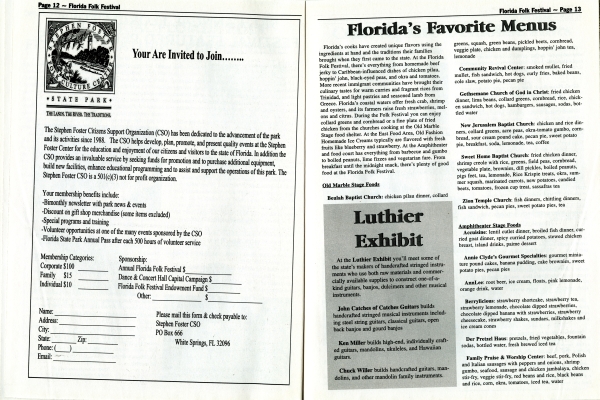 Page 12 ~ Florida Folk Festival
STEPHEN FOSTER
• STATE PARK •
THE LANDS. THE RIVER. THE TRADITIONS.
Your Are Invited to Join........
The Stephen Foster Citizens Support Organization (CSO) has been dedicated to the advancement of the park
and its activities since 1988. The CSO helps develop, plan, promote, and present quality events at the Stephen
Foster Center for the education and enjoyment of our citizens and visitors to the state of Florida. In addition the
CSO provides an invaluable service by seeking funds for promotion and to purchase additional equipment,
build new facilities, enhance educational programming and to assist and support the operations of this park. The
Stephen Foster CSO is a 501(c)(3) not for profit organization.
Your membership benefits include:
-Bimonthly newsletter with park news & events
-Discount on gift shop merchandise (some items excluded)
-Special programs and training
-Volunteer opportunities at one of the many events sponsored by the CSO
-Florida State Park Annual Pass after each 500 hours of volunteer service
Membership Categories:
Corporate $100
Family $15
Individual $10
Sponsorship:
Annual Florida Folk Festival $
Dance & Concert Hall Capital Campaign $
Florida Folk Festival Endowment Fund $
Other: $
Name:
Address:
City:
State: Zip:
Phone: ( )
Email:
Please mail this form & check payable to:
Stephen Foster CSO
PO Box 666
White Springs, FL 32096
Florida Folk Festival ~ Page 13
Florida's Favorite Menus
Florida's cooks have created unique flavors using the
ingredients at hand and the traditions their families
brought when they first came to the state. At the Florida
Folk Festival, there's everything from homemade beef
jerky to Caribbean-influenced dishes of chicken pilau,
hoppin' john, black-eyed peas, and okra and tomatoes.
More recent immigrant communities have brought their
culinary tastes for warm curries and fragrant rices from
Trinidad, and light pastries and seasoned lamb from
Greece. Florida's coastal waters offer fresh crab, shrimp
and oysters, and its farmers raise fresh strawberries, melons
and citrus. During the Festival you can enjoy
collard greens and cornbread or a fine plate of fried
chicken from the churches cooking at the Old Marble
Stage food shelter. At the East Food Area, Old Fashion
Homemade Ice Creams typically are flavored with fresh
fruits like blueberry and strawberry. At the Amphitheater
and food court has everything from barbecue and gumbo
to boiled peanuts, lime fizzes and vegetarian fare. From
breakfast until the midnight snack, there's plenty of good
food at the Florida Folk Festival.
Old Marble Stage Foods
Beulah Baptist Church: chicken pilau dinner, collard
Luthier
Exhibit
At the Luthier Exhibit you'll meet some of
the state's makers of handcrafted stringed instruments
who use both raw materials and commercially
available supplies to construct one-of-a-
kind guitars, banjos, dulcimers and other musical
instruments.
John Catches of Catches Guitars builds
handcrafted stringed musical instruments including
steel string guitars, classical guitars, open
back banjos and gourd banjos
Ken Miller builds high-end, individually crafted
guitars, mandolins, ukuleles, and Hawaiian
guitars.
Chuck Willer builds handcrafted guitars, mandolins,
and other mandolin family instruments.
greens, squash, green beans, pickled beets, cornbread,
veggie plate, chicken and dumplings, hoppin' john, tea,
lemonade
Community Revival Center: smoked mullet, fried
mullet, fish sandwich, hot dogs, curly fries, baked beans,
cole slaw, potato pie, pecan pie
Gethsemane Church of God in Christ: fried chicken
dinner, lima beans, collard greens, cornbread, rice, chicken
sandwich, hot dogs, hamburgers, sausages, sodas, bottled
water
New Jerusalem Baptist Church: chicken and rice dinners,
collard greens, new peas, okra-tomato gumbo, cornbread,
sour cream pound cake, pecan pie, sweet potato
pie, breakfast, soda, lemonade, tea, coffee
Sweet Home Baptist Church: fried chicken dinner,
shrimp creole with rice, greens, field peas, cornbread,
vegetable plate, brownies, dill pickles, boiled peanuts,
pigs feet, tea, lemonade, Rice Krispie treats, okra, summer
squash, marinated carrots, new potatoes, candied
beets, tomatoes, frozen cup treat, sassafras tea
Zion Temple Church: fish dinners, chitterling dinners,
fish sandwich, pecan pies, sweet potato pies, tea
Amphitheater Stage Foods
curried goat dinner, spicy curried potatoes, stewed chicken
breast, island drinks, paime dessert
Annie Clyde's Gourmet Specialties: gourmet miniature
pound cakes, banana pudding, cake brownies, sweet
potato pies, pecan pies
AnnLee: root beer, ice cream, floats, pink lemonade,
orange drink, water
Berrylicious: strawberry shortcake, strawberry tea,
strawberry lemonade, chocolate dipped strawberries,
chocolate dipped banana with strawberries, strawberry
cheesecake, strawberry shakes, sundaes, milkshakes and
ice cream cones
Der Pretzel Haus: pretzels, fried vegetables, fountain
sodas, bottled water, fresh brewed iced tea
Family Praise & Worship Center: beef, pork, Polish
and Italian sausages with peppers and onions, shrimp
gumbo, seafood, sausage and chicken jambalaya, chicken
stir-fry, veggie stir-fry, red beans and rice, black beans
and rice, corn, okra, tomatoes, iced tea, water